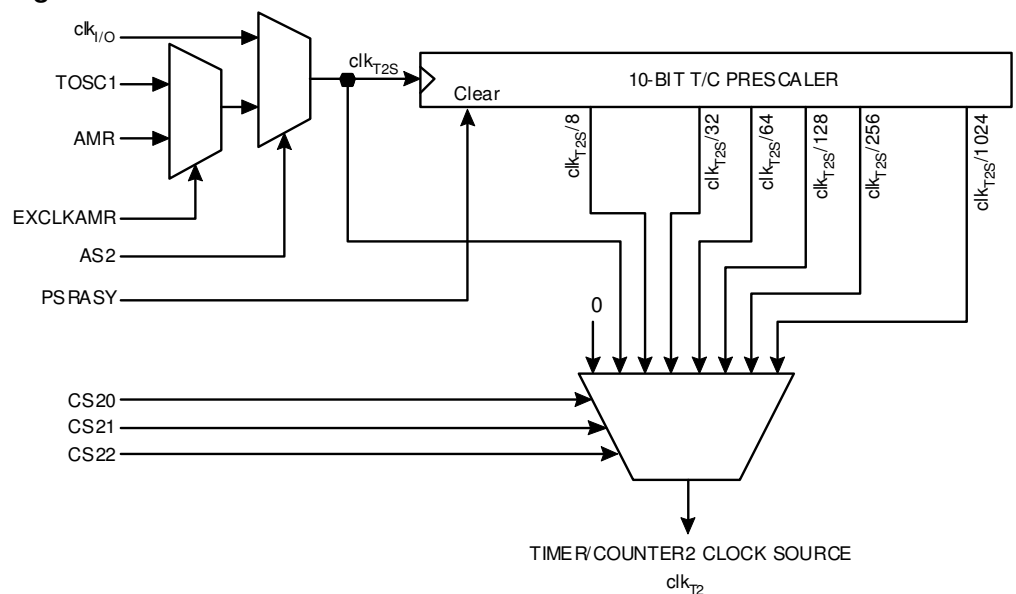 clkI/O
TOSC1
AMR
EXCLKAMR
AS2
PSRASY
clkT2S
10-BIT T/C PRESCALER
Clear
clkT2S/8
clkT2S/32
clkT2S/64
clkT2S/128
clkT2S/256
clkT2S/1024
0
CS20
CS21
CS22
TIMER/COUNTER2 CLOCK SOURCE
clkT2